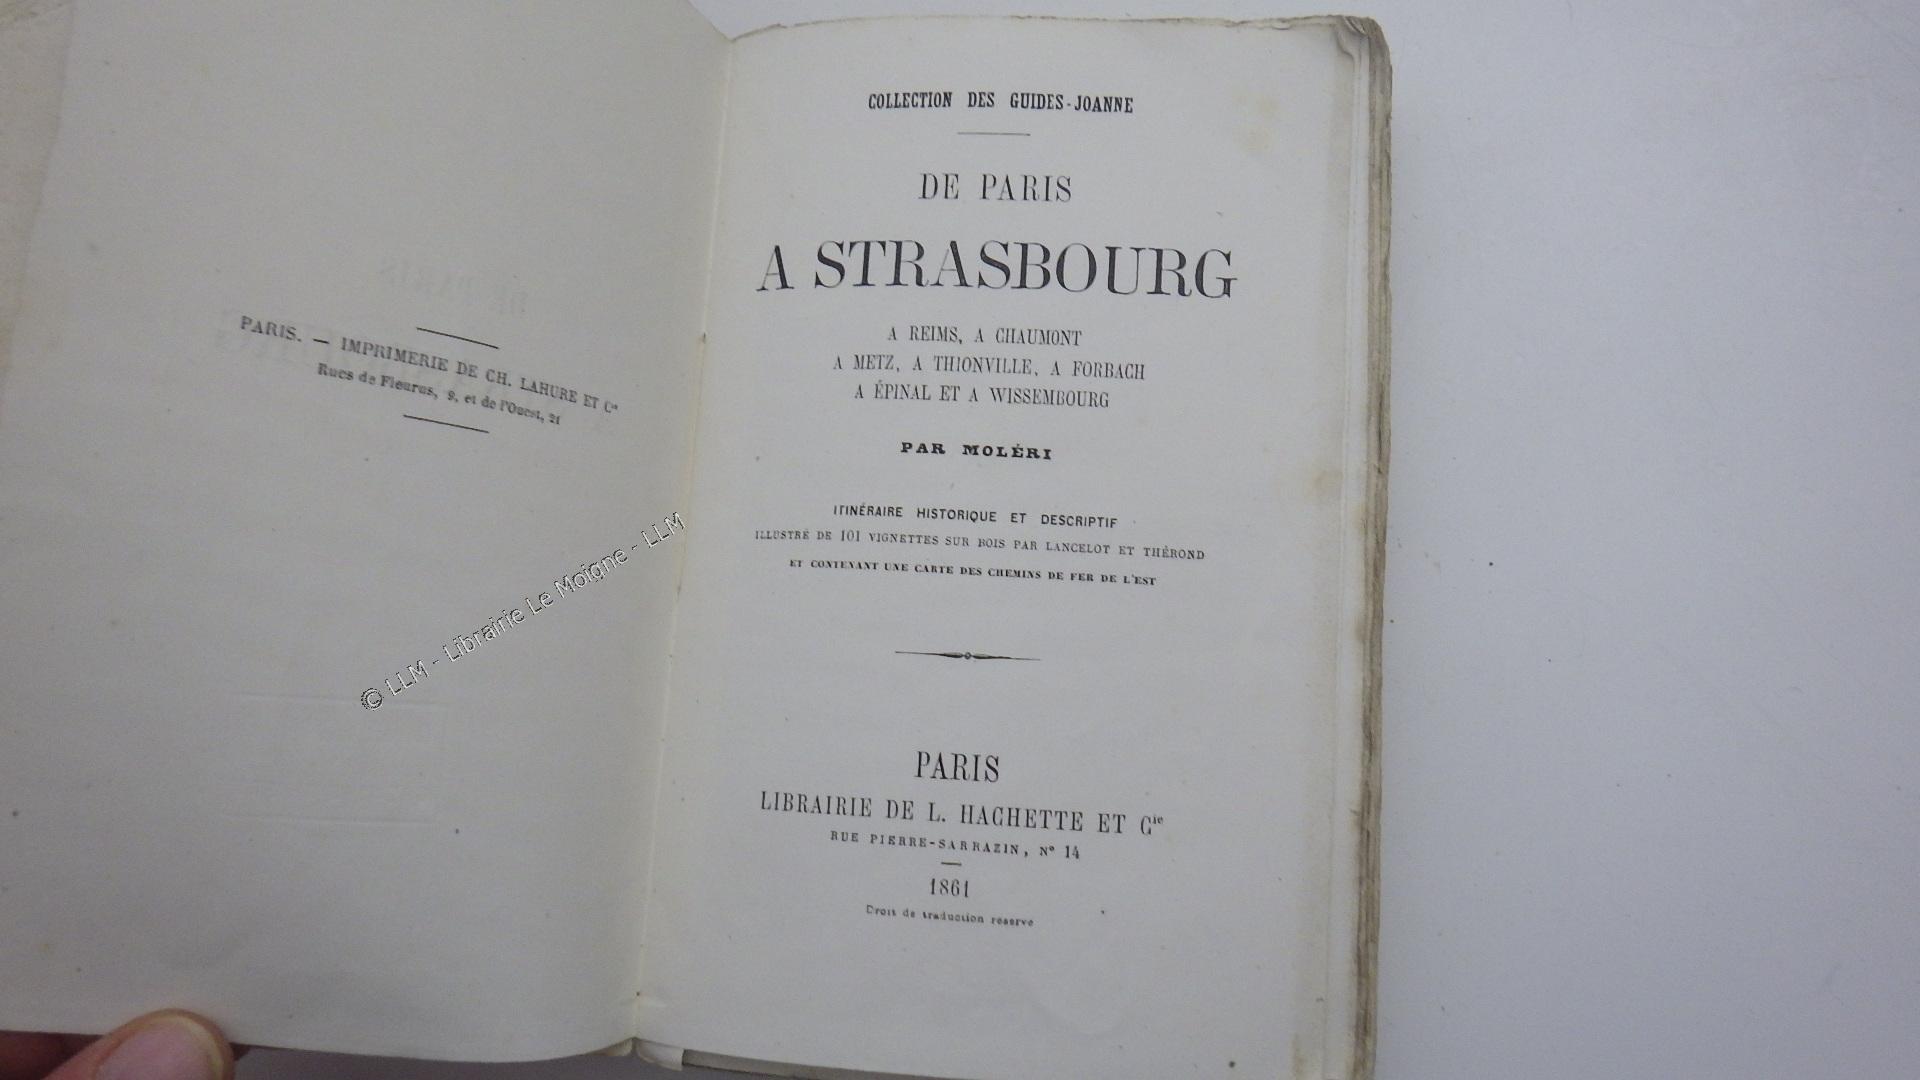 PARIS. — IMPRIMERIE DE CH. LAHURE ET Cie
Rues de Fleurus, 9, et de l'Ouest, 21
© LLM - Librairie Le Moigne - LLM
COLLECTION DES GUIDES-JOANNE
DE PARIS
A STRASBOURG
A REIMS, A CHAUMONT
A METZ, A THIONVILLE, A FORBACH
A ÉPINAL ET A WISSEMBOURG
PAR MOLÉRI
ITINÉRAIRE HISTORIQUE ET DESCRIPTIF
ILLUSTRÉ DE 101 VIGNETTES SUR BOIS PAR LANCELOT ET THÉROND
ET CONTENANT UNE CARTE DES CHEMINS DE FER DE L'EST
PARIS
LIBRAIRIE DE L. HACHETTE ET Cie
RUE PIERRE-SARRAZIN, N° 14
1861
Droit de traduction réservé